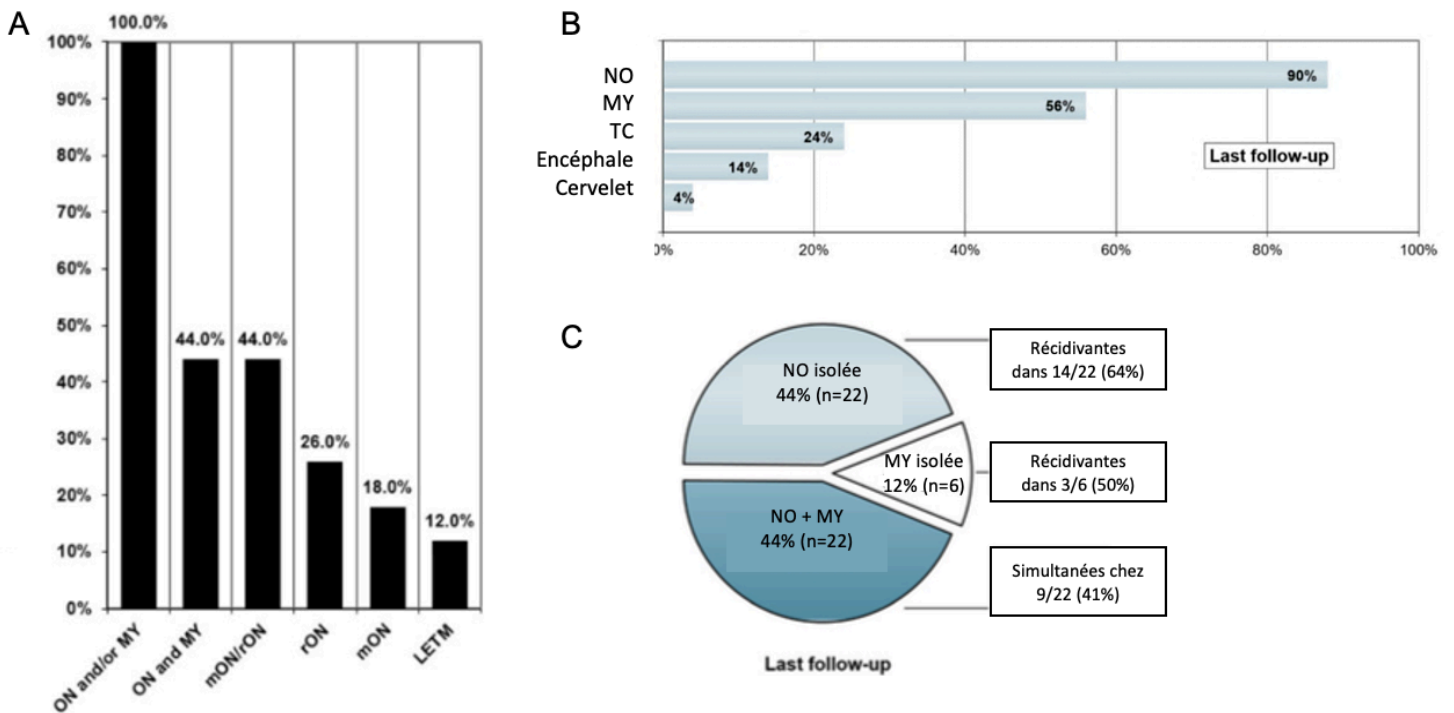 A
100.0%
100%
90%
80%
70%
60%
50%
40%
30%
20%
10%
0%
44.0%
44.0%
26.0%
18.0%
12.0%
ON and/or MY
ON and MY
mON/rON
rON
mON
LETM
B
NO
90%
MY
56%
TC
24%
Encéphale
14%
Cervelet
4%
Last follow-up
0%
20%
40%
60%
80%
100%
C
NO isolée
44% (n=22)
MY isolée
12% (n=6)
NO + MY
44% (n=22)
Récidivantes
dans 14/22 (64%)
Récidivantes
dans 3/6 (50%)
Simultanées chez
9/22 (41%)
Last follow-up